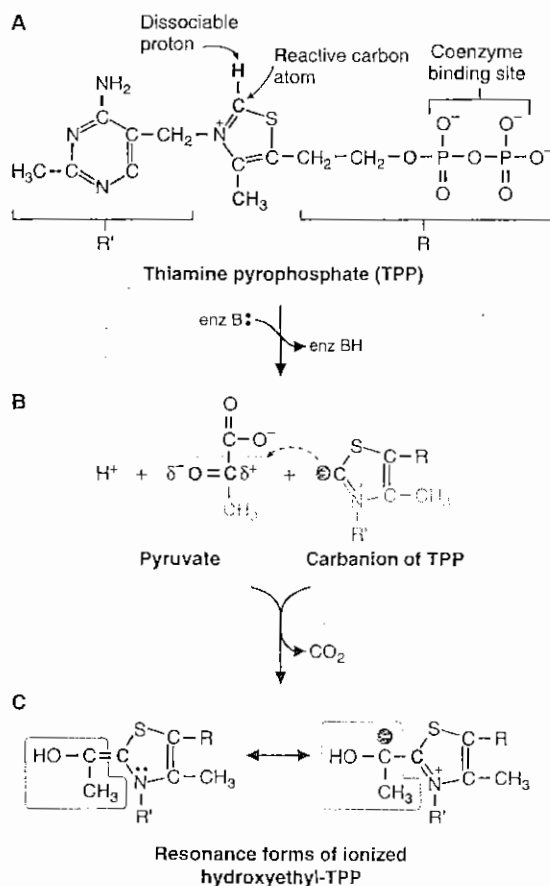 A
Dissociable
proton
Reactive carbon
atom
Coenzyme
binding site
H
NH₂
C
S
O⁻ O⁻
N C C—CH₂—N⁺ C—CH₂—CH₂—O—P—O—P—O⁻
H₃C—C CH C
N
CH₃
O O
R' R
Thiamine pyrophosphate (TPP)
enz B:
enz BH
B
O
C—O⁻
H⁺ + δ⁻ O=C δ⁺ + ⊖C
CH₃
S
C—R
C—CH₃
N⁺
R'
Pyruvate Carbanion of TPP
CO₂
C
HO—C=C
CH₃
S
C—R
C—CH₃
N
R'
⊖
HO—C—C
CH₃
S
C—R
C—CH₃
N⁺
R'
Resonance forms of ionized
hydroxyethyl-TPP